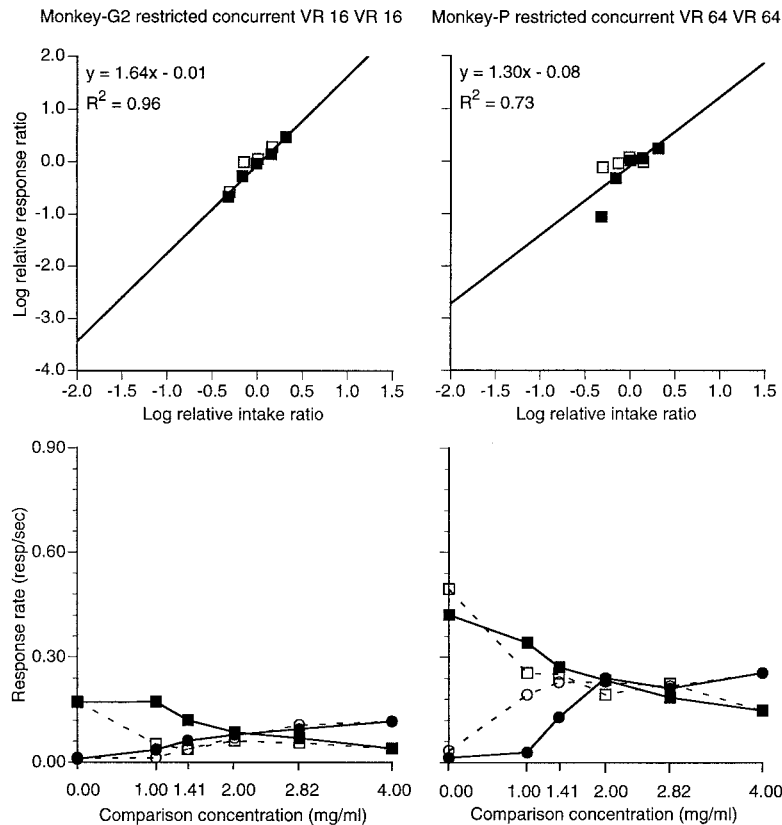 Monkey-G2 restricted concurrent VR 16 VR 16
Monkey-P restricted concurrent VR 64 VR 64
2.0
1.0
0.0
-1.0
-2.0
-3.0
-4.0
Log relative response ratio
y = 1.64x - 0.01
R² = 0.96
-2.0 -1.5 -1.0 -0.5 0.0 0.5 1.0 1.5
Log relative intake ratio
y = 1.30x - 0.08
R² = 0.73
-2.0 -1.5 -1.0 -0.5 0.0 0.5 1.0 1.5
Log relative intake ratio
0.90
0.60
0.30
0.00
Response rate (resp/sec)
0.00 1.00 1.41 2.00 2.82 4.00
Comparison concentration (mg/ml)
0.00 1.00 1.41 2.00 2.82 4.00
Comparison concentration (mg/ml)